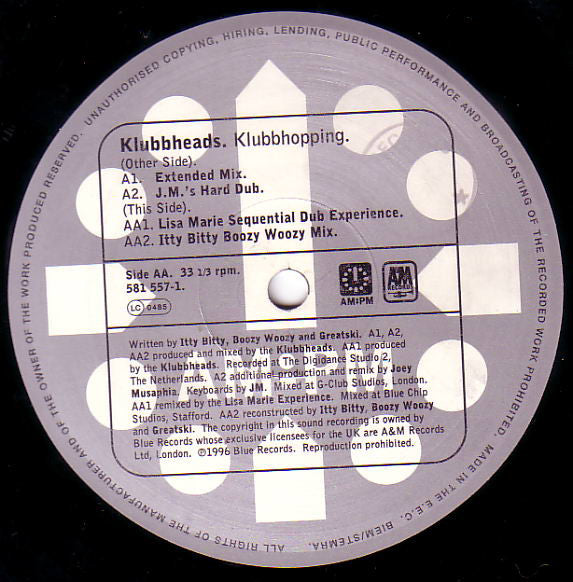 Klubbheads. Klubbhopping.
(Other Side).
A1. Extended Mix.
A2. J.M.'s Hard Dub.
(This Side).
AA1. Lisa Marie Sequential Dub Experience.
AA2. Itty Bitty Boozy Woozy Mix.
Side AA. 33 1/3 rpm.
581 557-1.
LC 0485
AM:PM
A&M
RECORDS
Written by Itty Bitty, Boozy Woozy and Greatski. A1, A2,
AA2 produced and mixed by the Klubbheads. AA1 produced
by the Klubbheads. Recorded at The Digidance Studio 2,
The Netherlands. A2 additional production and remix by Joey
Musaphia. Keyboards by JM. Mixed at G-Club Studios, London.
AA1 remixed by the Lisa Marie Experience. Mixed at Blue Chip
Studios, Stafford. AA2 reconstructed by Itty Bitty, Boozy Woozy
and Greatski. The copyright in this sound recording is owned by
Blue Records whose exclusive licensees for the UK are A&M Records
Ltd, London. ℗1996 Blue Records. Reproduction prohibited.
ALL RIGHTS OF THE MANUFACTURER AND OF THE OWNER OF THE WORK PRODUCED RESERVED. UNAUTHORISED COPYING, HIRING, LENDING, PUBLIC PERFORMANCE AND BROADCASTING OF THE RECORDED WORK PROHIBITED. MADE IN THE E.E.C. BIEM/STEMRA.